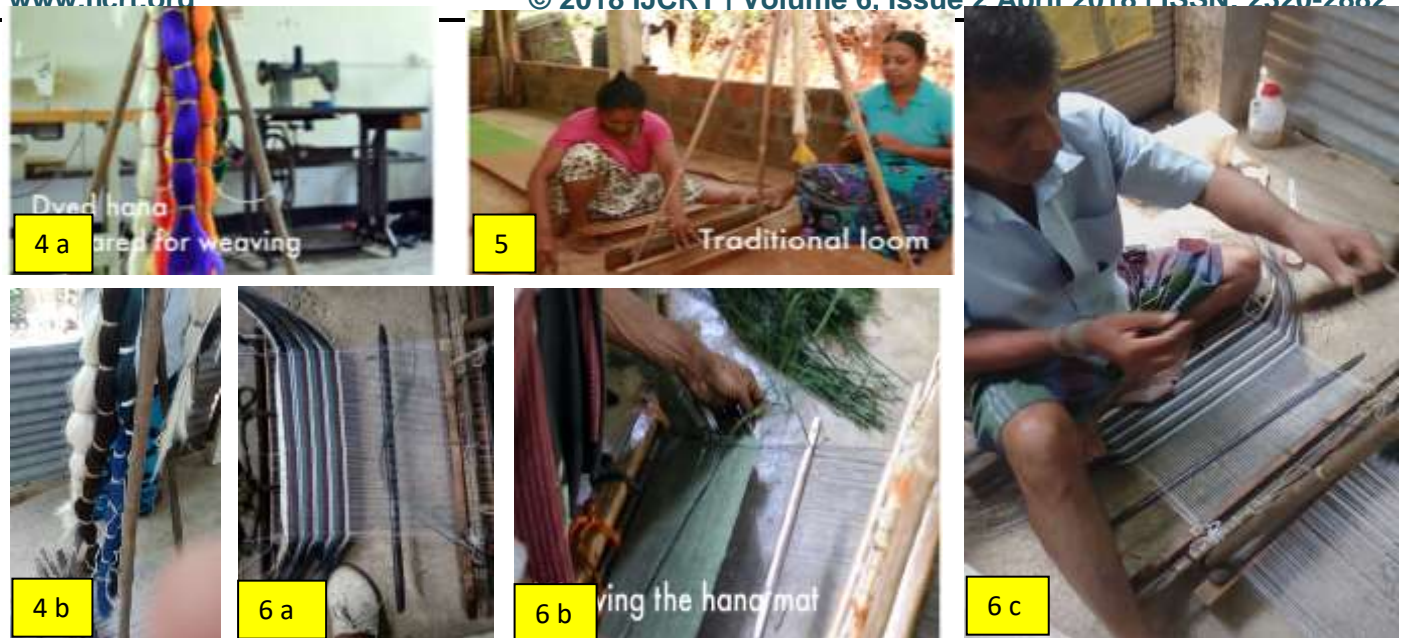 www.ijcrt.org © 2018 IJCRT | Volume 6, Issue 2 April 2018 | ISSN: 2320-2882
Dyed hana
ared for weaving
4 a
Traditional loom
5
4 b
6 a
ving the hana mat
6 b
6 c